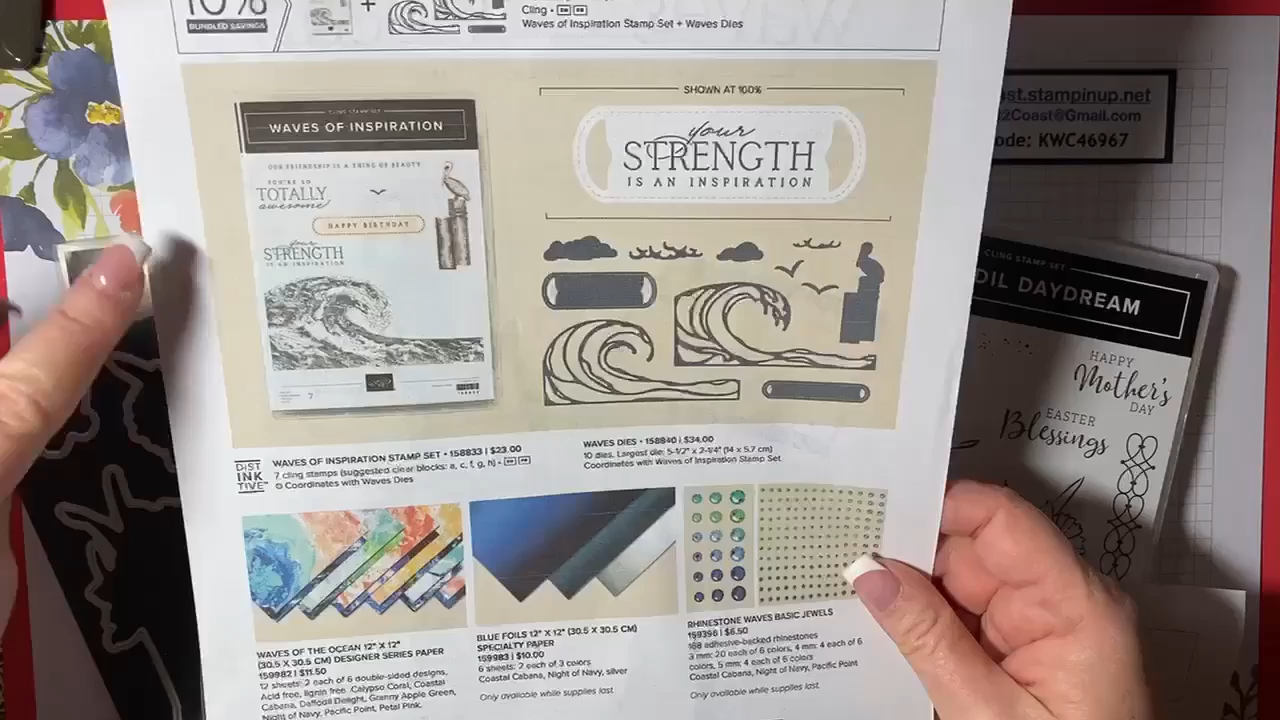 10%
BUNDLED SAVINGS
+
Cling •
Waves of Inspiration Stamp Set + Waves Dies
CLING STAMP SET
WAVES OF INSPIRATION
OUR FRIENDSHIP IS A THING OF BEAUTY
YOU'RE SO
TOTALLY
awesome
HAPPY BIRTHDAY
your
STRENGTH
IS AN INSPIRATION
7
SHOWN AT 100%
your
STRENGTH
IS AN INSPIRATION
DIST
INK
TIVE™
WAVES OF INSPIRATION STAMP SET • 158833 | $23.00
7 cling stamps (suggested clear blocks: a, c, f, g, h) •
Coordinates with Waves Dies
WAVES DIES • 158840 | $34.00
10 dies. Largest die: 5-1/2" x 2-1/4" (14 x 5.7 cm)
Coordinates with Waves of Inspiration Stamp Set
WAVES OF THE OCEAN 12" X 12"
(30.5 X 30.5 CM) DESIGNER SERIES PAPER
159982 | $11.50
12 sheets: 2 each of 6 double-sided designs.
Acid free, lignin free. Calypso Coral, Coastal
Cabana, Daffodil Delight, Granny Apple Green,
Night of Navy, Pacific Point, Petal Pink.
BLUE FOILS 12" X 12" (30.5 X 30.5 CM)
SPECIALTY PAPER
159983 | $10.00
6 sheets: 2 each of 3 colors
Coastal Cabana, Night of Navy, silver
Only available while supplies last.
RHINESTONE WAVES BASIC JEWELS
159396 | $6.50
168 adhesive-backed rhinestones
3 mm: 20 each of 6 colors, 4 mm: 4 each of 6
colors, 5 mm: 4 each of 6 colors
Coastal Cabana, Night of Navy, Pacific Point
Only available while supplies last.
st.stampinup.net
2Coast@Gmail.com
ode: KWC46967
CLING STAMP SET
DIL DAYDREAM
HAPPY
Mother's
DAY
EASTER
Blessings